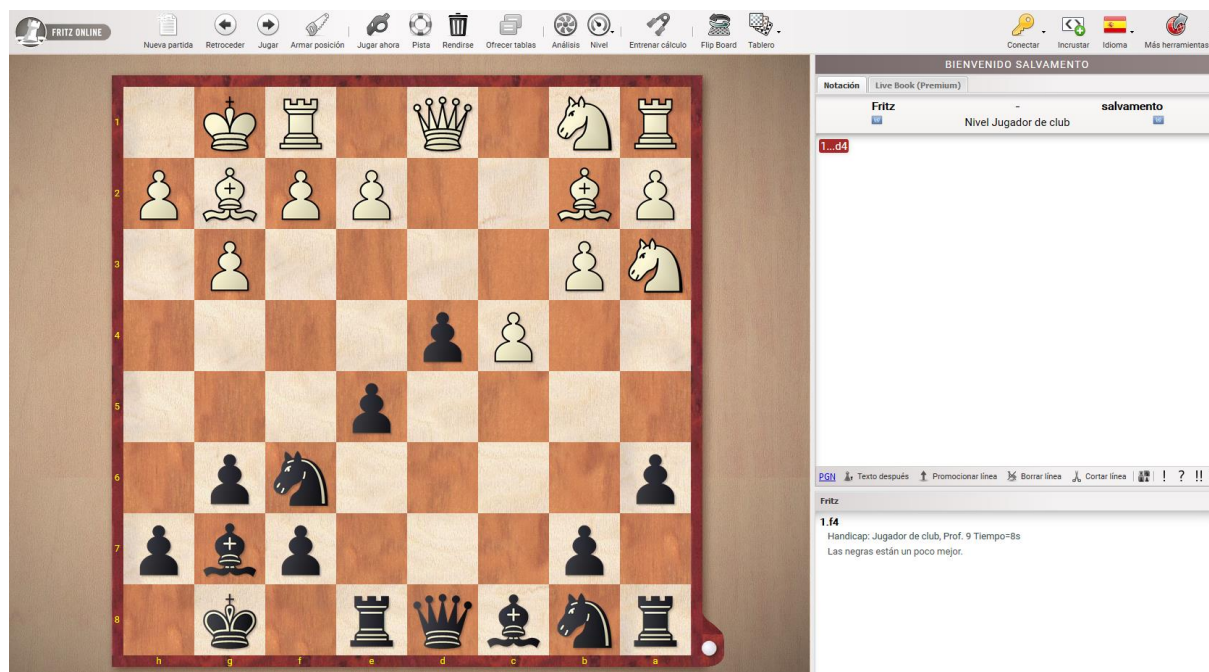 FRITZ ONLINE
Nueva partida Retroceder Jugar Armar posición Jugar ahora Pista Rendirse Ofrecer tablas Análisis Nivel Entrenar cálculo Flip Board Tablero Conectar Incrustar Idioma Más herramientas
BIENVENIDO SALVAMENTO
Notación Live Book (Premium)
Fritz - salvamento
Nivel Jugador de club
1...d4
1
2
3
4
5
6
7
8
h g f e d c b a
PGN Texto después Promocionar línea Borrar línea Cortar línea ! ? !!
Fritz
1.f4
Handicap: Jugador de club, Prof. 9 Tiempo=8s
Las negras están un poco mejor.